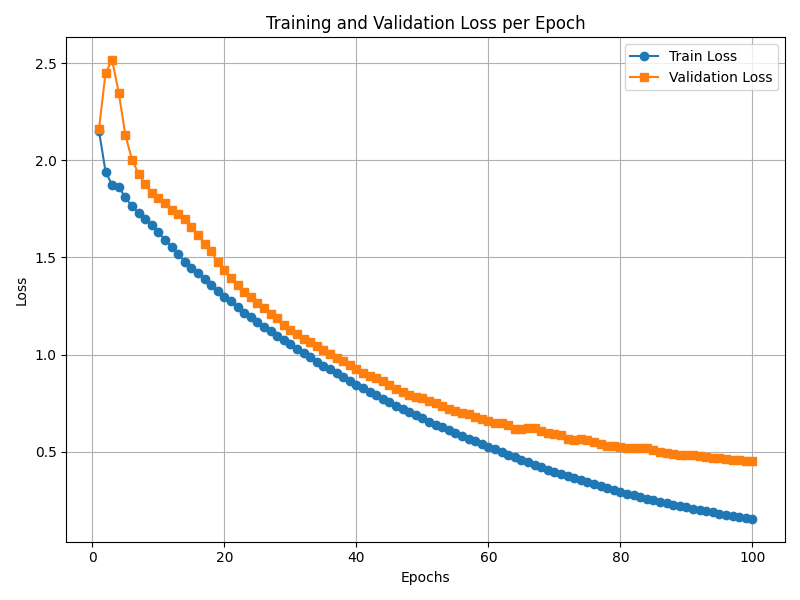 Training and Validation Loss per Epoch
Train Loss
Validation Loss
2.5
2.0
1.5
1.0
0.5
Loss
0 20 40 60 80 100
Epochs